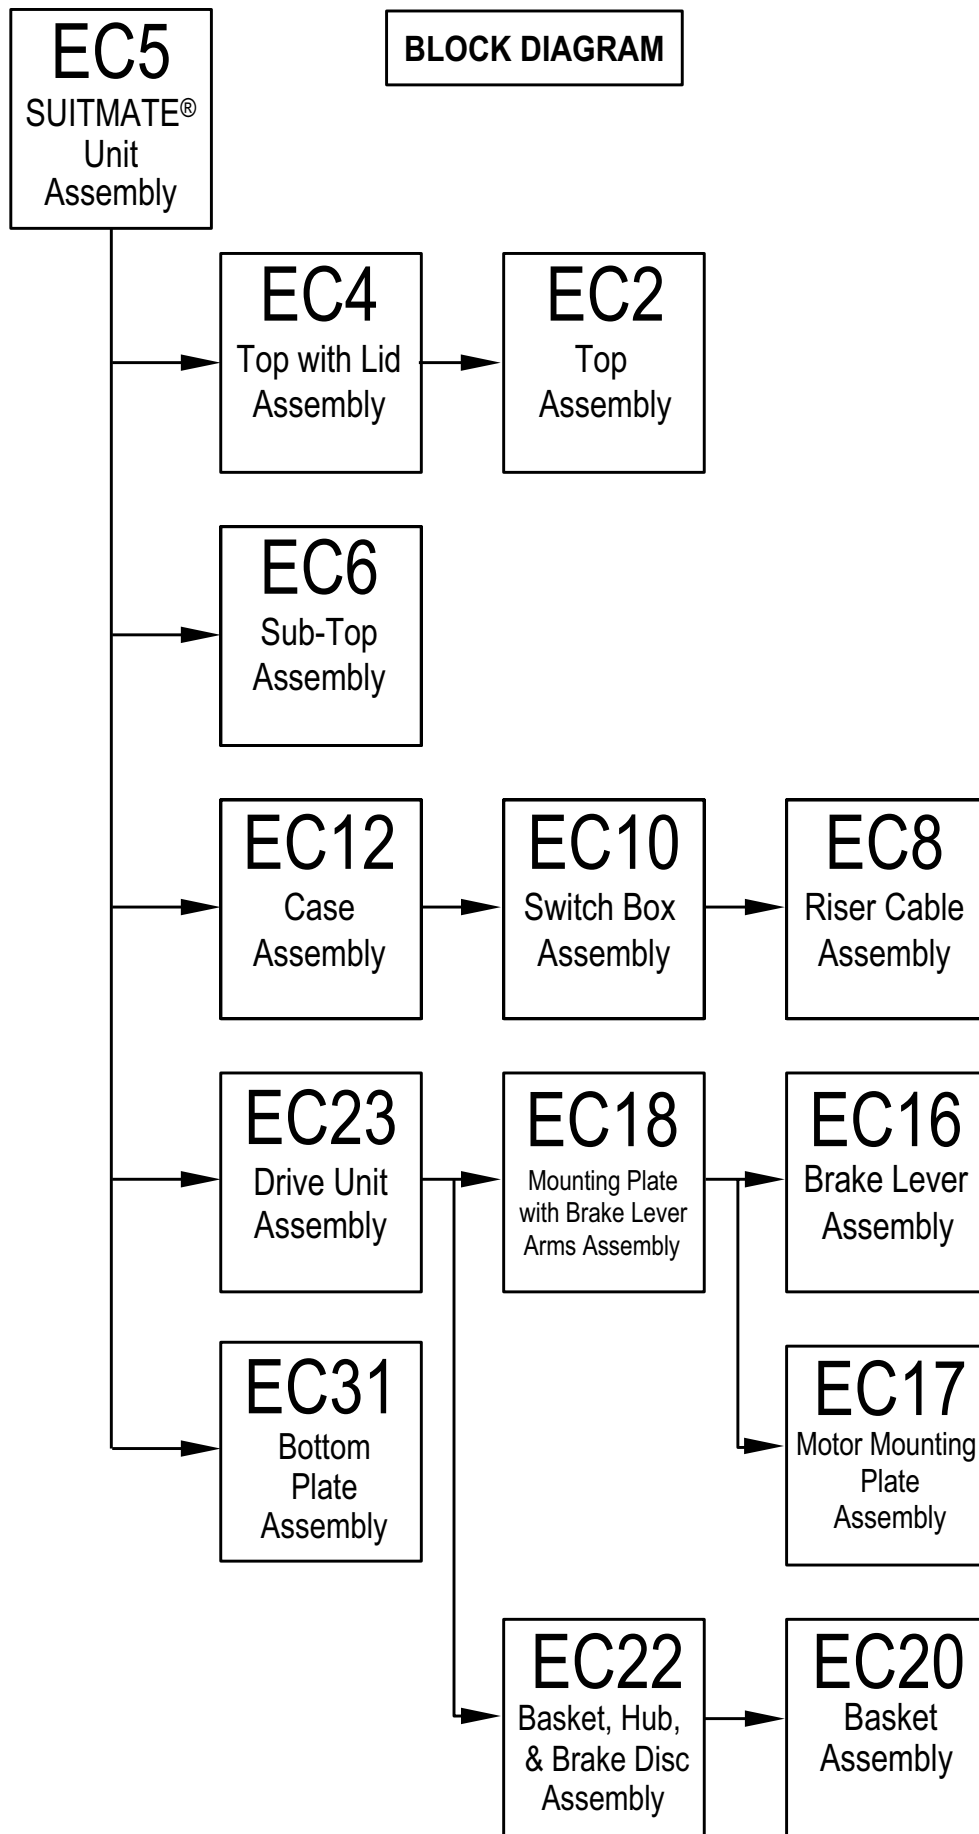 EC5
SUITMATE®
Unit
Assembly
BLOCK DIAGRAM
EC4
Top with Lid
Assembly
EC2
Top
Assembly
EC6
Sub-Top
Assembly
EC12
Case
Assembly
EC10
Switch Box
Assembly
EC8
Riser Cable
Assembly
EC23
Drive Unit
Assembly
EC18
Mounting Plate
with Brake Lever
Arms Assembly
EC16
Brake Lever
Assembly
EC31
Bottom
Plate
Assembly
EC17
Motor Mounting
Plate
Assembly
EC22
Basket, Hub,
& Brake Disc
Assembly
EC20
Basket
Assembly